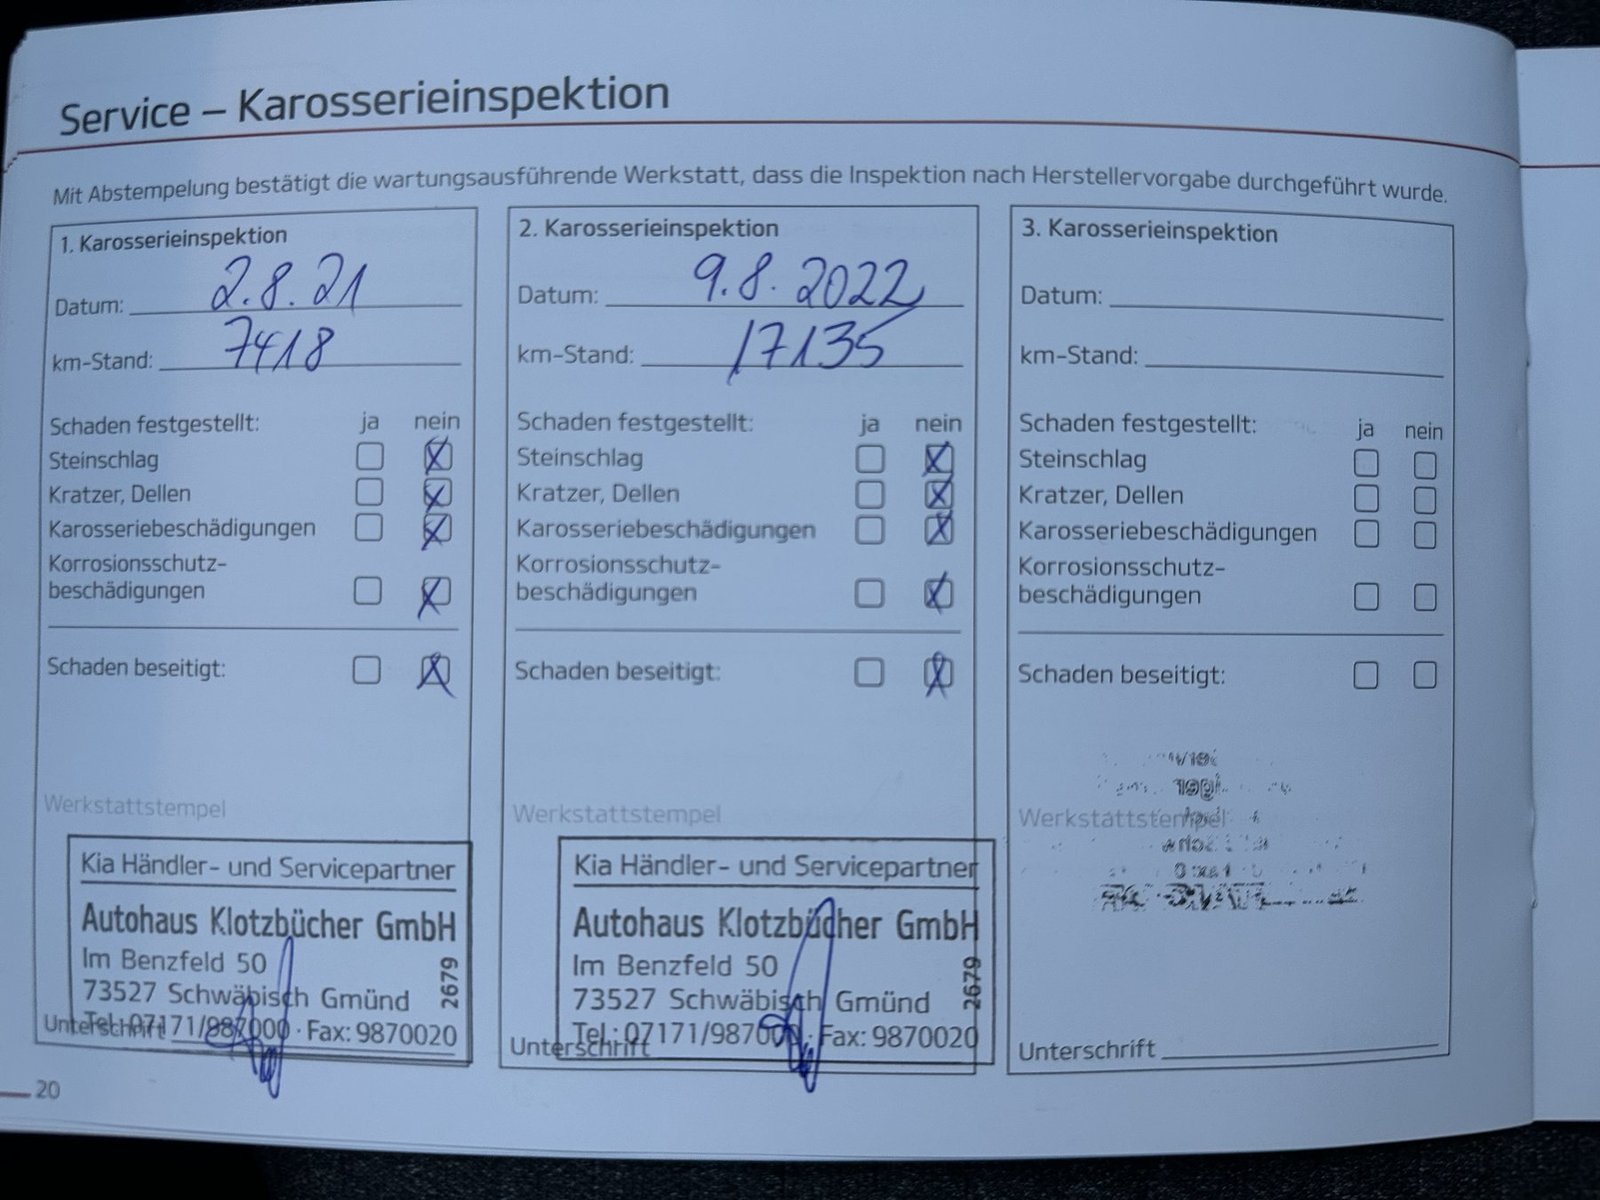 Service – Karosserieinspektion
Mit Abstempelung bestätigt die wartungsausführende Werkstatt, dass die Inspektion nach Herstellervorgabe durchgeführt wurde.
1. Karosserieinspektion
Datum: 2.8.21
km-Stand: 7418
Schaden festgestellt: ja nein
Steinschlag
Kratzer, Dellen
Karosseriebeschädigungen
Korrosionsschutz-
beschädigungen
Schaden beseitigt:
Werkstattstempel
Kia Händler- und Servicepartner
Autohaus Klotzbücher GmbH
Im Benzfeld 50
73527 Schwäbisch Gmünd
2679
Tel.: 07171/987000 · Fax: 9870020
Unterschrift
2. Karosserieinspektion
Datum: 9.8.2022
km-Stand: 17135
Schaden festgestellt: ja nein
Steinschlag
Kratzer, Dellen
Karosseriebeschädigungen
Korrosionsschutz-
beschädigungen
Schaden beseitigt:
Werkstattstempel
Kia Händler- und Servicepartner
Autohaus Klotzbücher GmbH
Im Benzfeld 50
73527 Schwäbisch Gmünd
2679
Tel.: 07171/987000 · Fax: 9870020
Unterschrift
3. Karosserieinspektion
Datum:
km-Stand:
Schaden festgestellt: ja nein
Steinschlag
Kratzer, Dellen
Karosseriebeschädigungen
Korrosionsschutz-
beschädigungen
Schaden beseitigt:
Werkstattstempel
Unterschrift
20